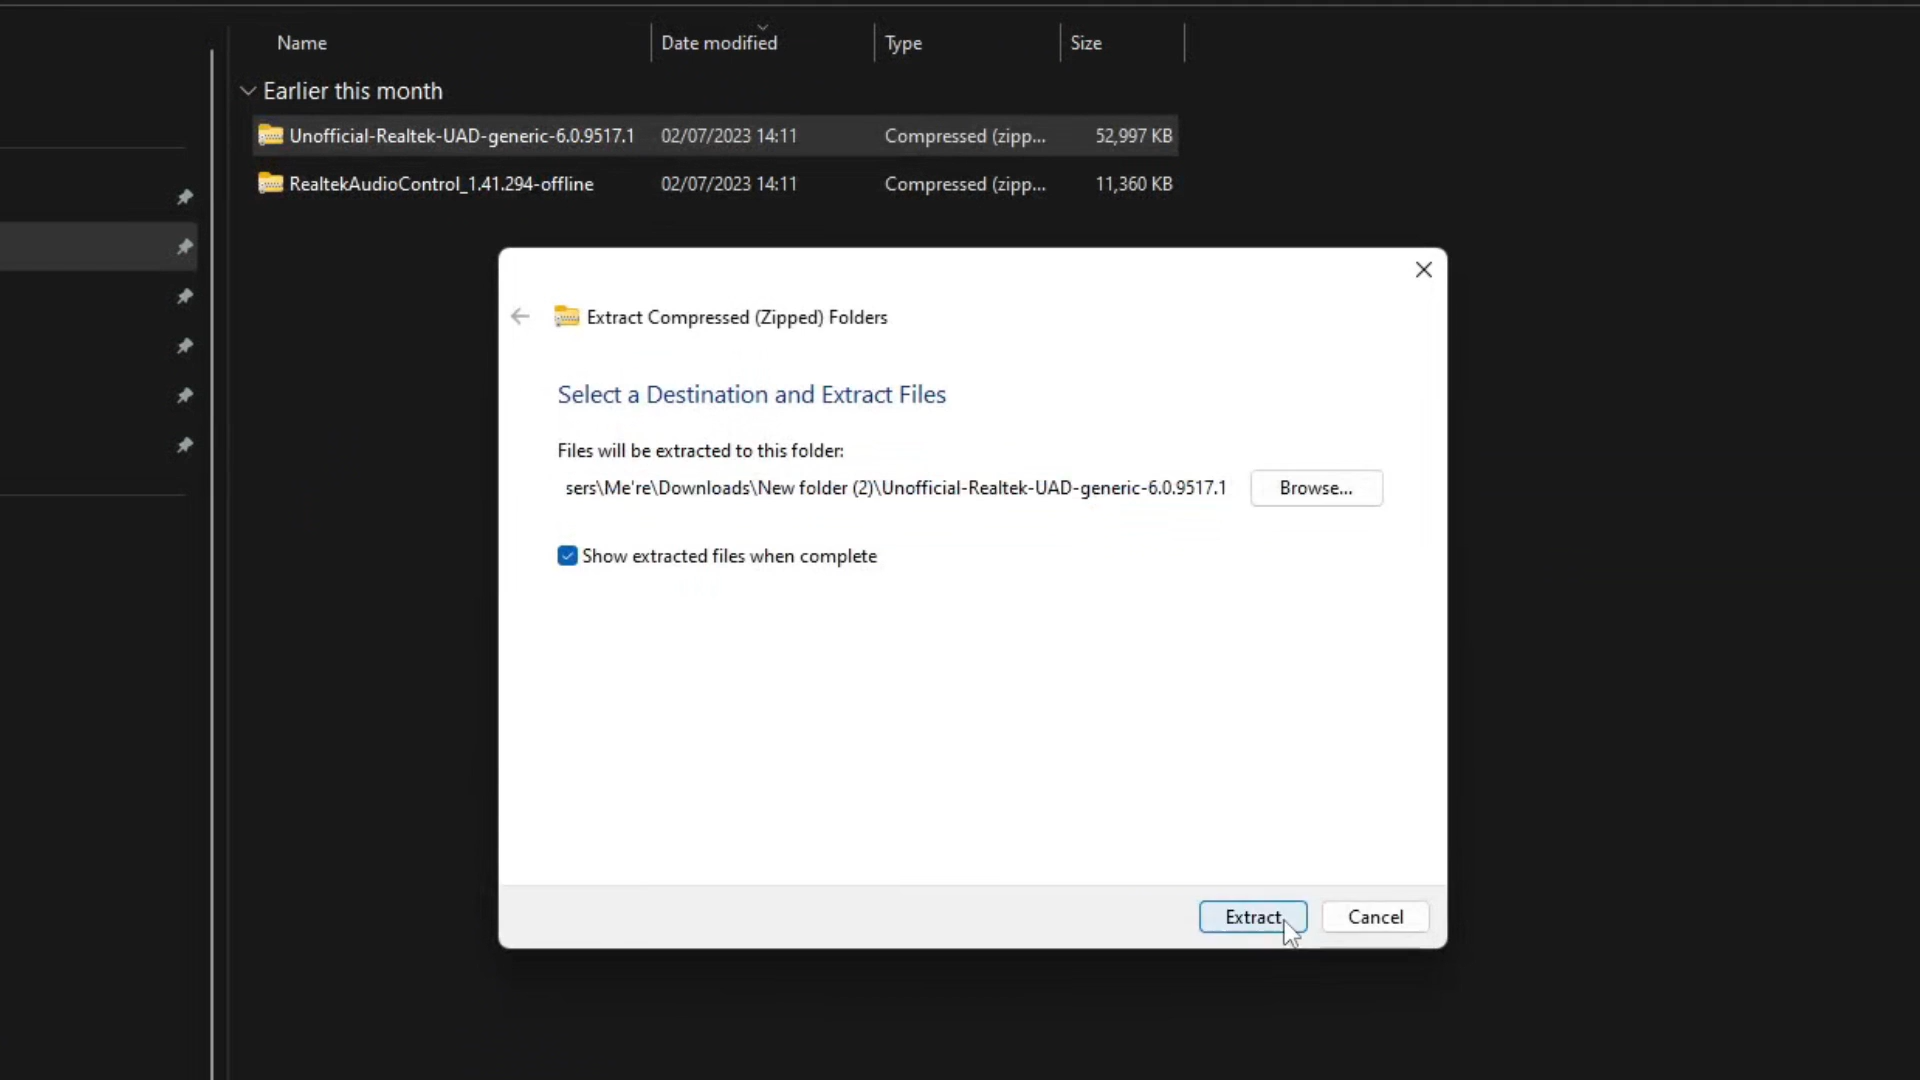 Name Date modified Type Size
Earlier this month
Unofficial-Realtek-UAD-generic-6.0.9517.1 02/07/2023 14:11 Compressed (zipp... 52,997 KB
RealtekAudioControl_1.41.294-offline 02/07/2023 14:11 Compressed (zipp... 11,360 KB
Extract Compressed (Zipped) Folders
Select a Destination and Extract Files
Files will be extracted to this folder:
sers\Me're\Downloads\New folder (2)\Unofficial-Realtek-UAD-generic-6.0.9517.1 Browse...
Show extracted files when complete
Extract Cancel